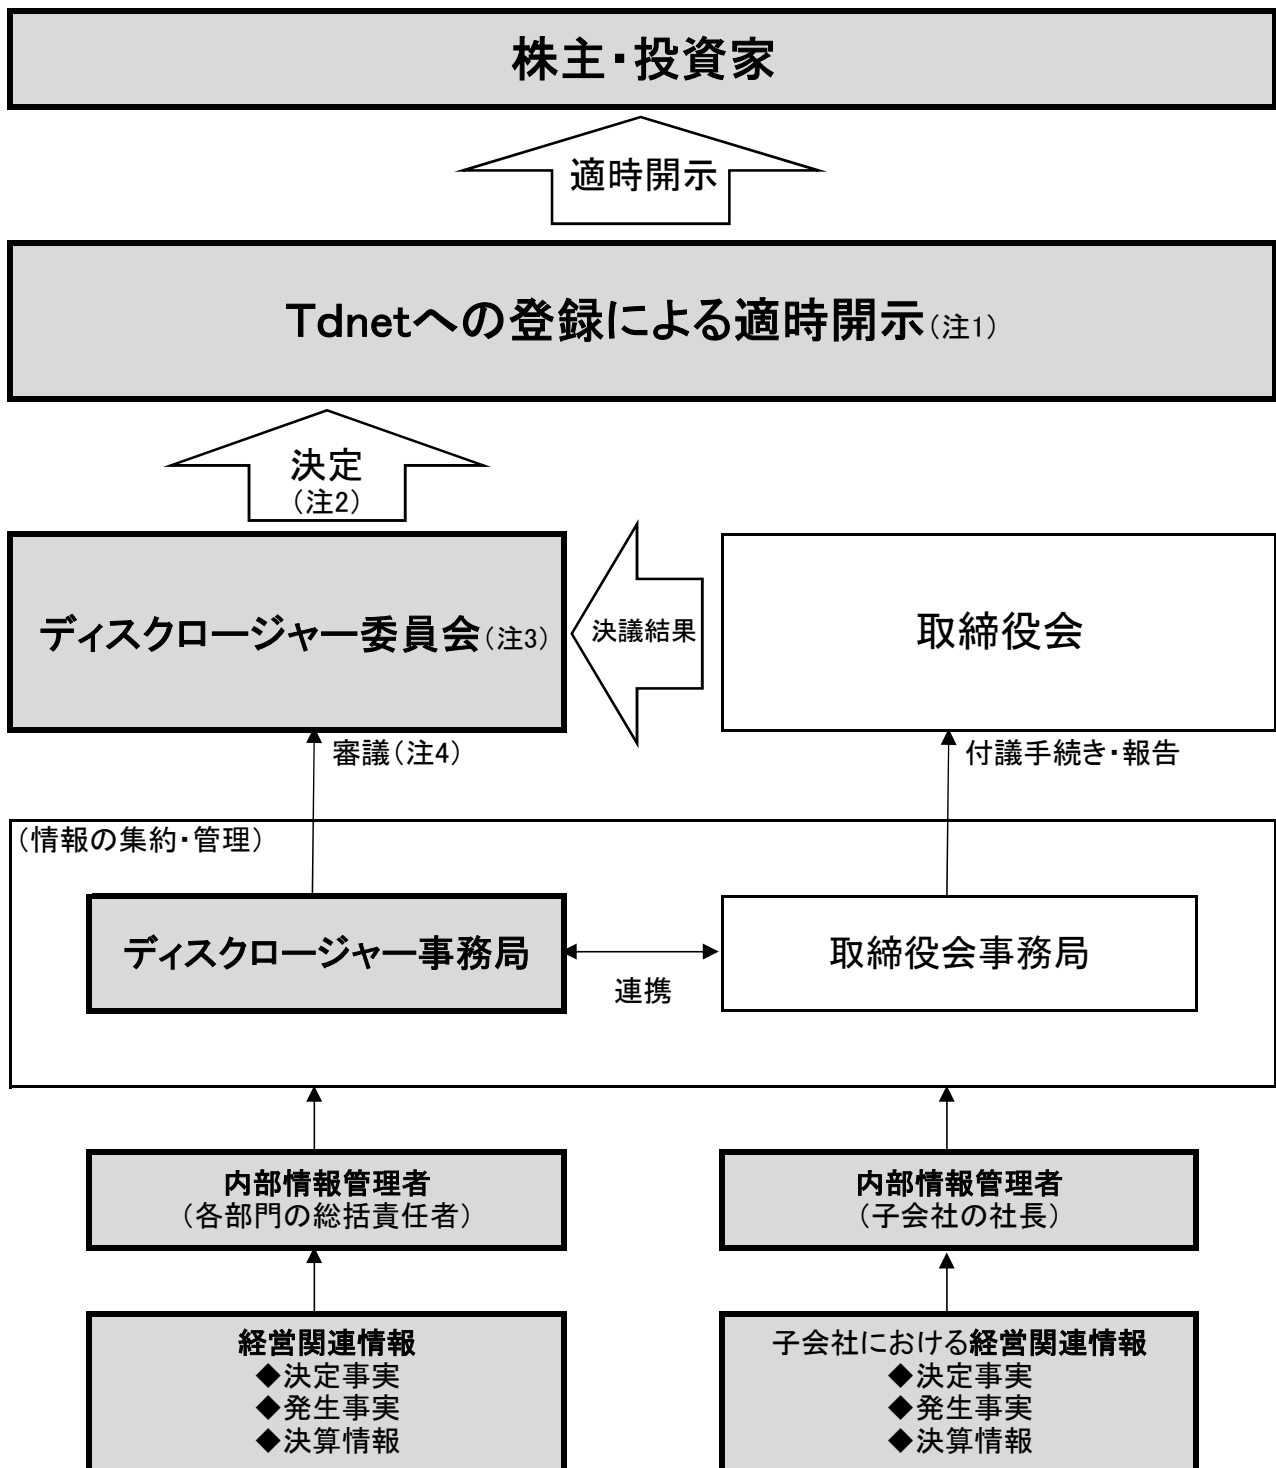 株主・投資家
適時開示
Tdnetへの登録による適時開示(注1)
決定
(注2)
ディスクロージャー委員会(注3)
決議結果
取締役会
審議(注4)
付議手続き・報告
(情報の集約・管理)
ディスクロージャー事務局
連携
取締役会事務局
内部情報管理者
(各部門の総括責任者)
内部情報管理者
(子会社の社長)
経営関連情報
◆決定事実
◆発生事実
◆決算情報
子会社における経営関連情報
◆決定事実
◆発生事実
◆決算情報